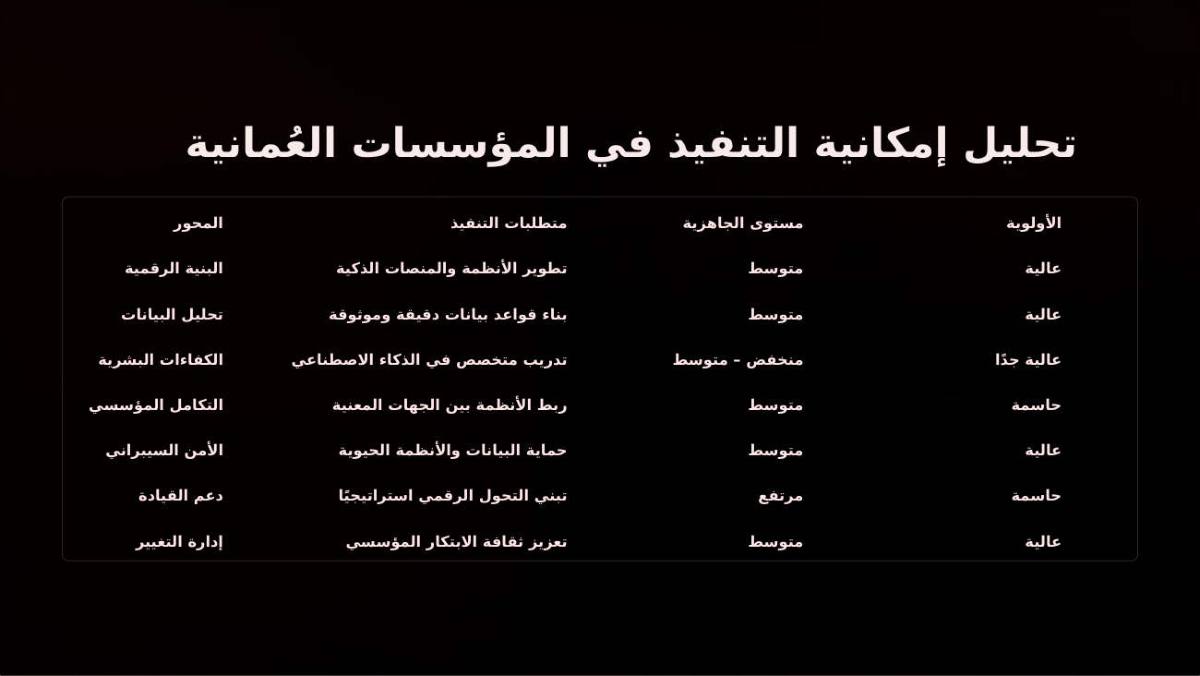 تحليل إمكانية التنفيذ في المؤسسات العُمانية
الأولوية مستوى الجاهزية متطلبات التنفيذ المحور
عالية متوسط تطوير الأنظمة والمنصات الذكية البنية الرقمية
عالية متوسط بناء قواعد بيانات دقيقة وموثوقة تحليل البيانات
عالية جدًا منخفض – متوسط تدريب متخصص في الذكاء الاصطناعي الكفاءات البشرية
حاسمة متوسط ربط الأنظمة بين الجهات المعنية التكامل المؤسسي
عالية متوسط حماية البيانات والأنظمة الحيوية الأمن السيبراني
حاسمة مرتفع تبني التحول الرقمي استراتيجيًا دعم القيادة
عالية متوسط تعزيز ثقافة الابتكار المؤسسي إدارة التغيير